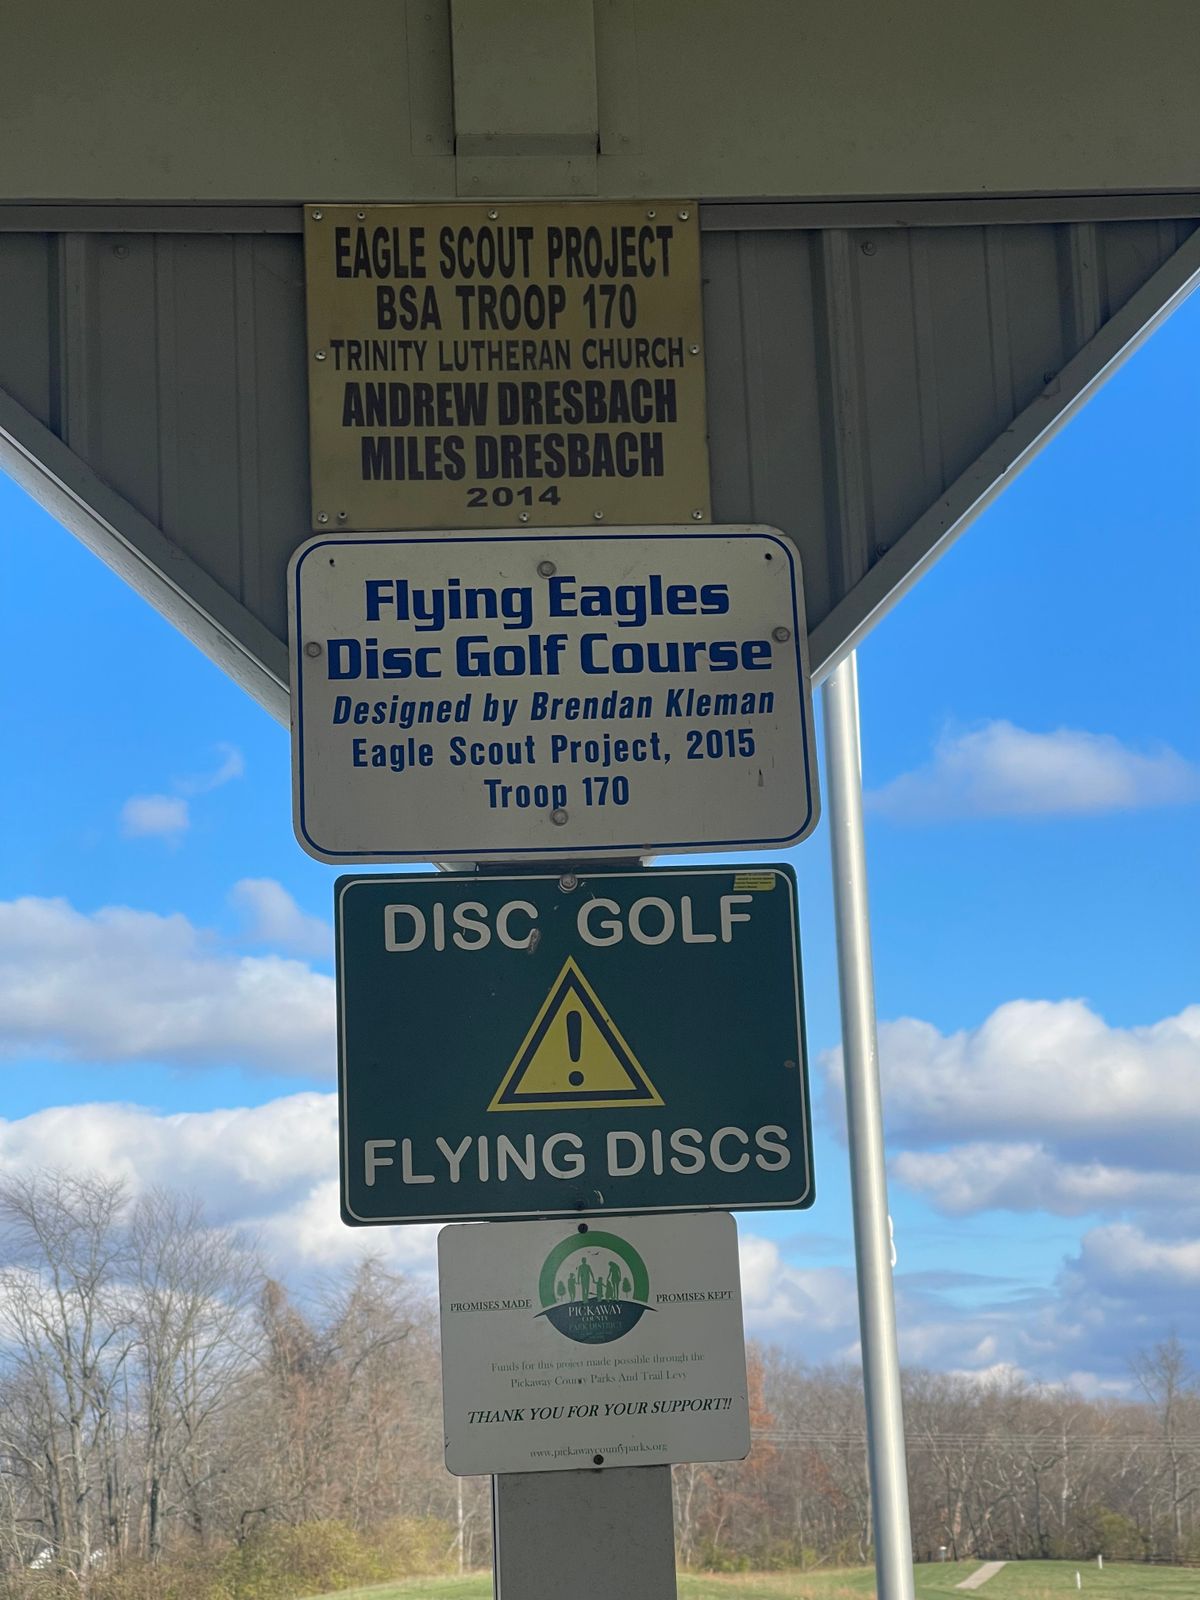 EAGLE SCOUT PROJECT
BSA TROOP 170
TRINITY LUTHERAN CHURCH
ANDREW DRESBACH
MILES DRESBACH
2014
Flying Eagles
Disc Golf Course
Designed by Brendan Kleman
Eagle Scout Project, 2015
Troop 170
DISC GOLF
!
FLYING DISCS
PROMISES MADE
PICKAWAY
COUNTY
PARK DISTRICT
PROMISES KEPT
Funds for this project made possible through the
Pickaway County Parks And Trail Levy
THANK YOU FOR YOUR SUPPORT!!
www.pickawaycountyparks.org